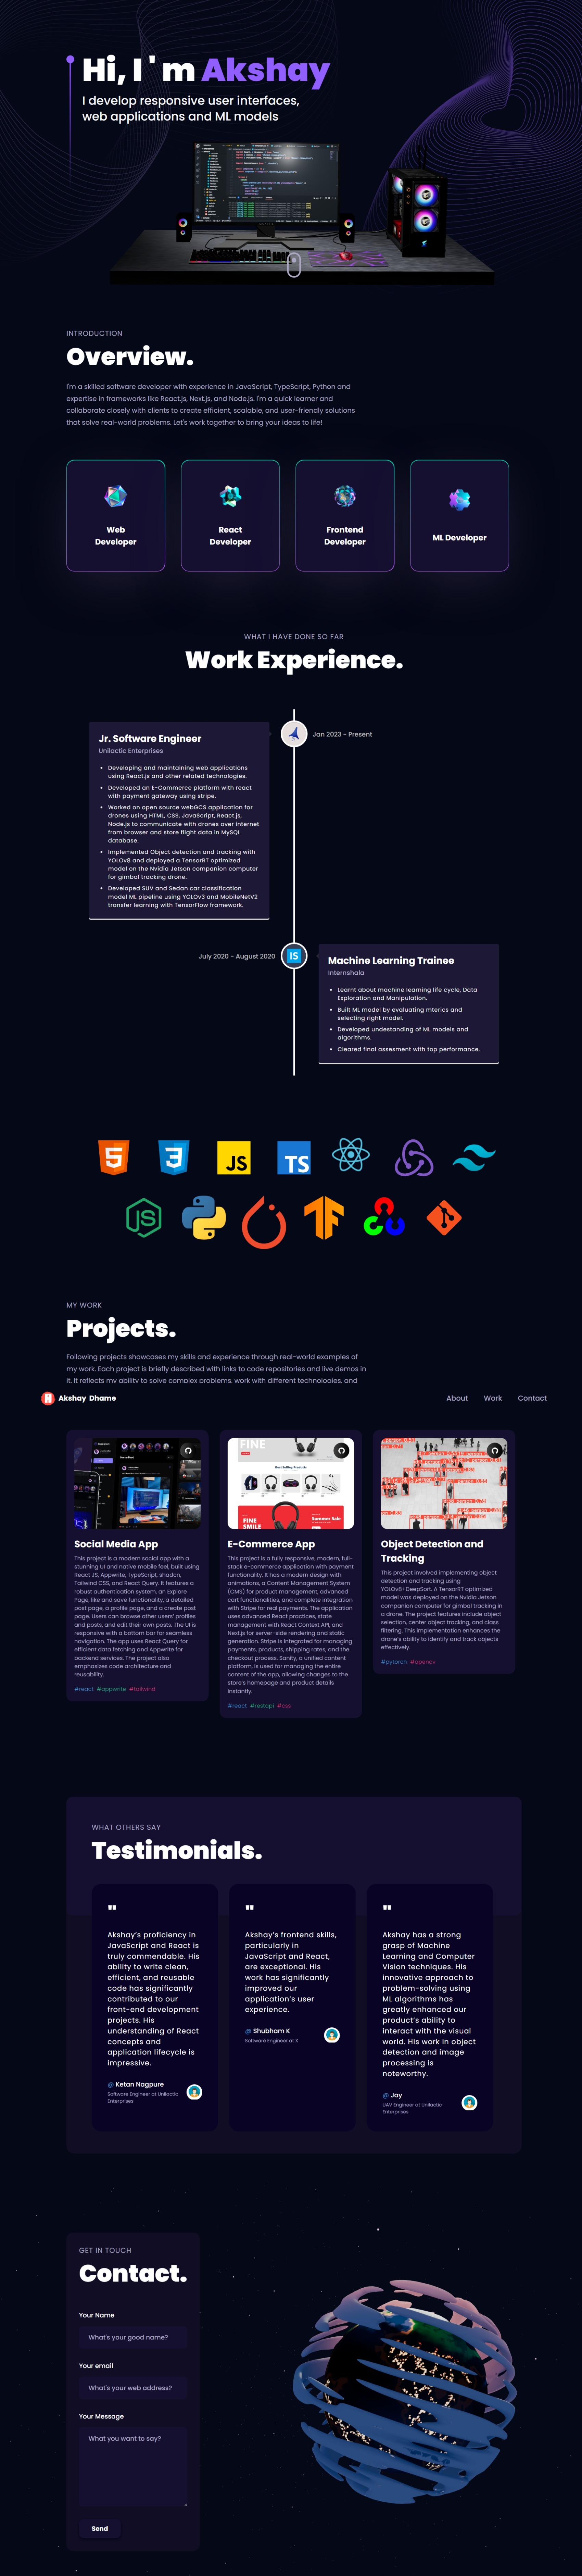 Hi, I'm Akshay
I develop responsive user interfaces,
web applications and ML models
INTRODUCTION
Overview.
I'm a skilled software developer with experience in JavaScript, TypeScript, Python and
expertise in frameworks like React.js, Next.js, and Node.js. I'm a quick learner and
collaborate closely with clients to create efficient, scalable, and user-friendly solutions
that solve real-world problems. Let's work together to bring your ideas to life!
Web
Developer
React
Developer
Frontend
Developer
ML Developer
WHAT I HAVE DONE SO FAR
Work Experience.
Jan 2023 - Present
Jr. Software Engineer
Unilactic Enterprises
• Developing and maintaining web applications
using React.js and other related technologies.
• Developed an E-Commerce platform with react
with payment gateway using stripe.
• Worked on open source webGCS application for
drones using HTML, CSS, JavaScript, React.js,
Node.js to communicate with drones over internet
from browser and store flight data in MySQL
database.
• Implemented Object detection and tracking with
YOLOv8 and deployed a TensorRT optimized
model on the Nvidia Jetson companion computer
for gimbal tracking drone.
• Developed SUV and Sedan car classification
model ML pipeline using YOLOv3 and MobileNetV2
transfer learning with TensorFlow framework.
July 2020 - August 2020
IS
Machine Learning Trainee
Internshala
• Learnt about machine learning life cycle, Data
Exploration and Manipulation.
• Built ML model by evaluating mterics and
selecting right model.
• Developed undestanding of ML models and
algorithms.
• Cleared final assesment with top performance.
5
3
JS
TS
JS
MY WORK
Projects.
Following projects showcases my skills and experience through real-world examples of
my work. Each project is briefly described with links to code repositories and live demos in
it. It reflects my ability to solve complex problems, work with different technologies, and
Akshay Dhame
About
Work
Contact
Social Media App
This project is a modern social app with a
stunning UI and native mobile feel, built using
React JS, Appwrite, TypeScript, shadcn,
Tailwind CSS, and React Query. It features a
robust authentication system, an Explore
Page, like and save functionality, a detailed
post page, a profile page, and a create post
page. Users can browse other users' profiles
and posts, and edit their own posts. The UI is
responsive with a bottom bar for seamless
navigation. The app uses React Query for
efficient data fetching and Appwrite for
backend services. The project also
emphasizes code architecture and
reusability.
#react #appwrite #tailwind
FINE
Best Selling Products
FINE
SMILE
Summer Sale
E-Commerce App
This project is a fully responsive, modern, full-
stack e-commerce application with payment
functionality. It has a modern design with
animations, a Content Management System
(CMS) for product management, advanced
cart functionalities, and complete integration
with Stripe for real payments. The application
uses advanced React practices, state
management with React Context API, and
Next.js for server-side rendering and static
generation. Stripe is integrated for managing
payments, products, shipping rates, and the
checkout process. Sanity, a unified content
platform, is used for managing the entire
content of the app, allowing changes to the
store's homepage and product details
instantly.
#react #restapi #css
Object Detection and
Tracking
This project involved implementing object
detection and tracking using
YOLOv8+DeepSort. A TensorRT optimized
model was deployed on the Nvidia Jetson
companion computer for gimbal tracking in
a drone. The project features include object
selection, center object tracking, and class
filtering. This implementation enhances the
drone's ability to identify and track objects
effectively.
#pytorch #opencv
WHAT OTHERS SAY
Testimonials.
"
Akshay's proficiency in
JavaScript and React is
truly commendable. His
ability to write clean,
efficient, and reusable
code has significantly
contributed to our
front-end development
projects. His
understanding of React
concepts and
application lifecycle is
impressive.
@ Ketan Nagpure
Software Engineer at Unilactic
Enterprises
"
Akshay's frontend skills,
particularly in
JavaScript and React,
are exceptional. His
work has significantly
improved our
application's user
experience.
@ Shubham K
Software Engineer at X
"
Akshay has a strong
grasp of Machine
Learning and Computer
Vision techniques. His
innovative approach to
problem-solving using
ML algorithms has
greatly enhanced our
product's ability to
interact with the visual
world. His work in object
detection and image
processing is
noteworthy.
@ Jay
UAV Engineer at Unilactic
Enterprises
GET IN TOUCH
Contact.
Your Name
What's your good name?
Your email
What's your web address?
Your Message
What you want to say?
Send